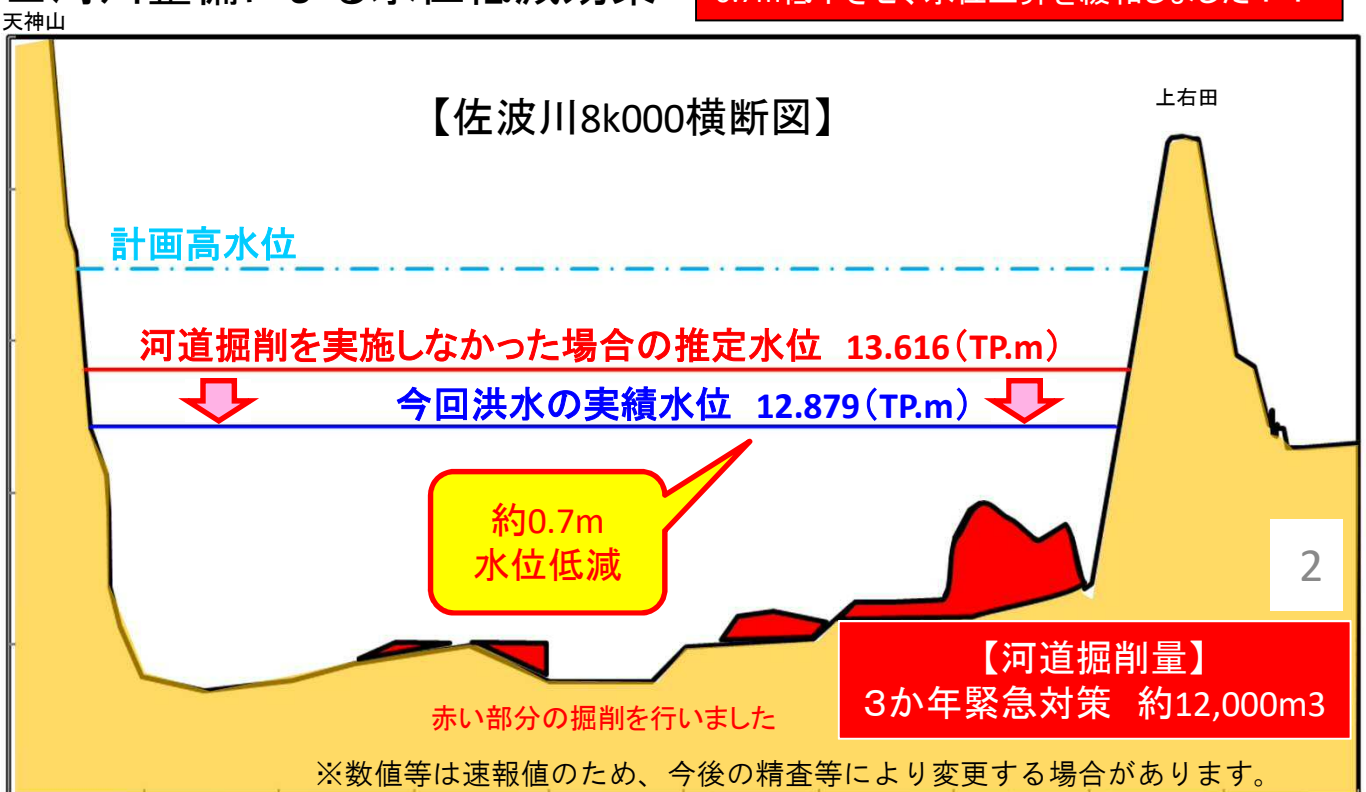 天神山
【佐波川8k000横断図】
上右田
計画高水位
河道掘削を実施しなかった場合の推定水位 13.616(TP.m)
今回洪水の実績水位 12.879(TP.m)
約0.7m
水位低減
2
【河道掘削量】
3か年緊急対策 約12,000m3
赤い部分の掘削を行いました
※数値等は速報値のため、今後の精査等により変更する場合があります。